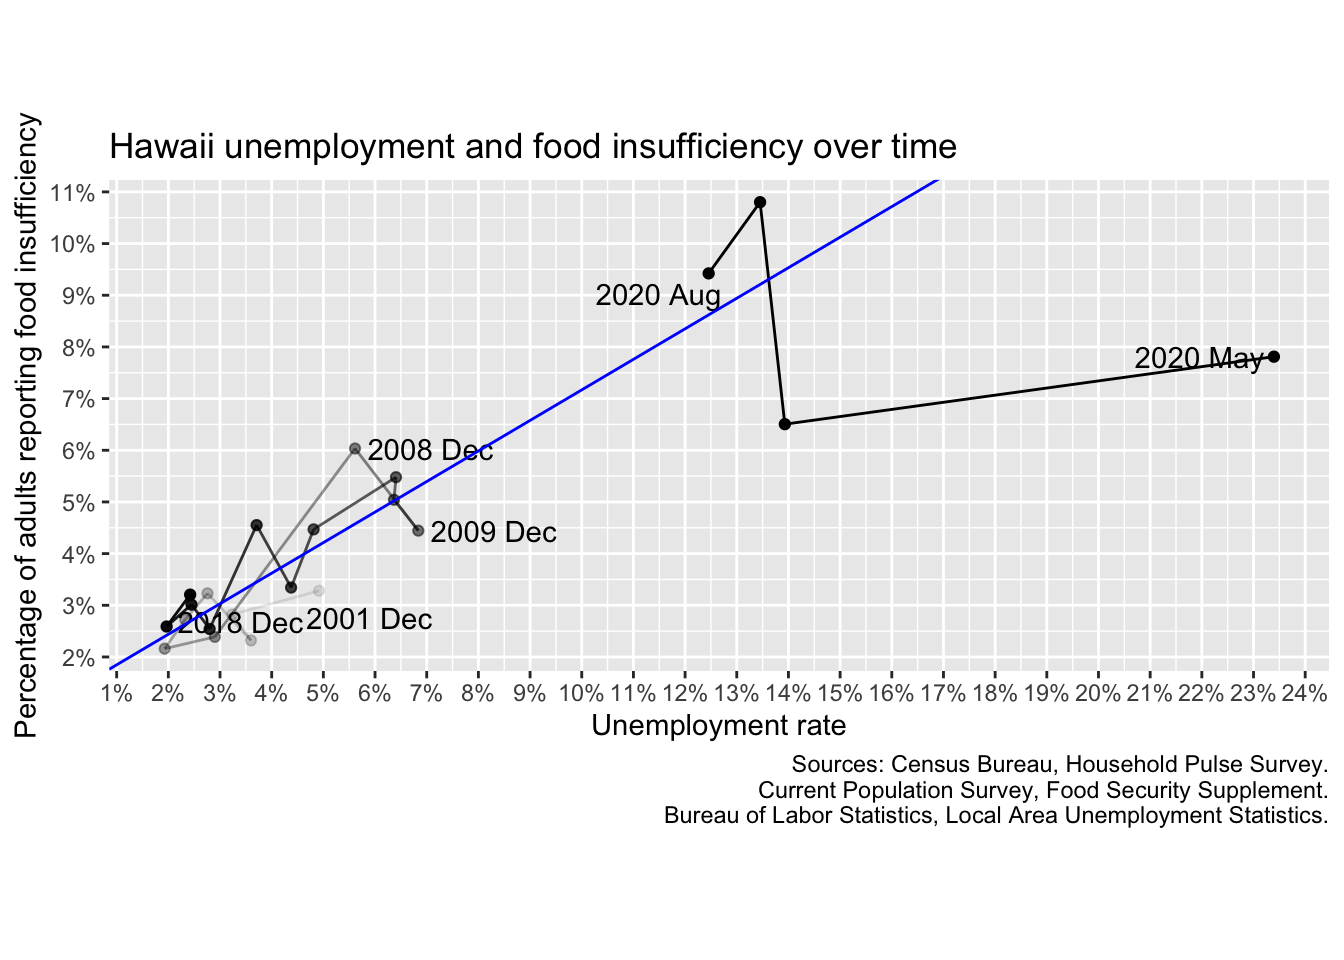 Hawaii unemployment and food insufficiency over time
Percentage of adults reporting food insufficiency
11%
10%
9%
8%
7%
6%
5%
4%
3%
2%
2020 Aug
2020 May
2008 Dec
2009 Dec
2018 Dec
2001 Dec
1% 2% 3% 4% 5% 6% 7% 8% 9% 10% 11% 12% 13% 14% 15% 16% 17% 18% 19% 20% 21% 22% 23% 24%
Unemployment rate
Sources: Census Bureau, Household Pulse Survey.
Current Population Survey, Food Security Supplement.
Bureau of Labor Statistics, Local Area Unemployment Statistics.